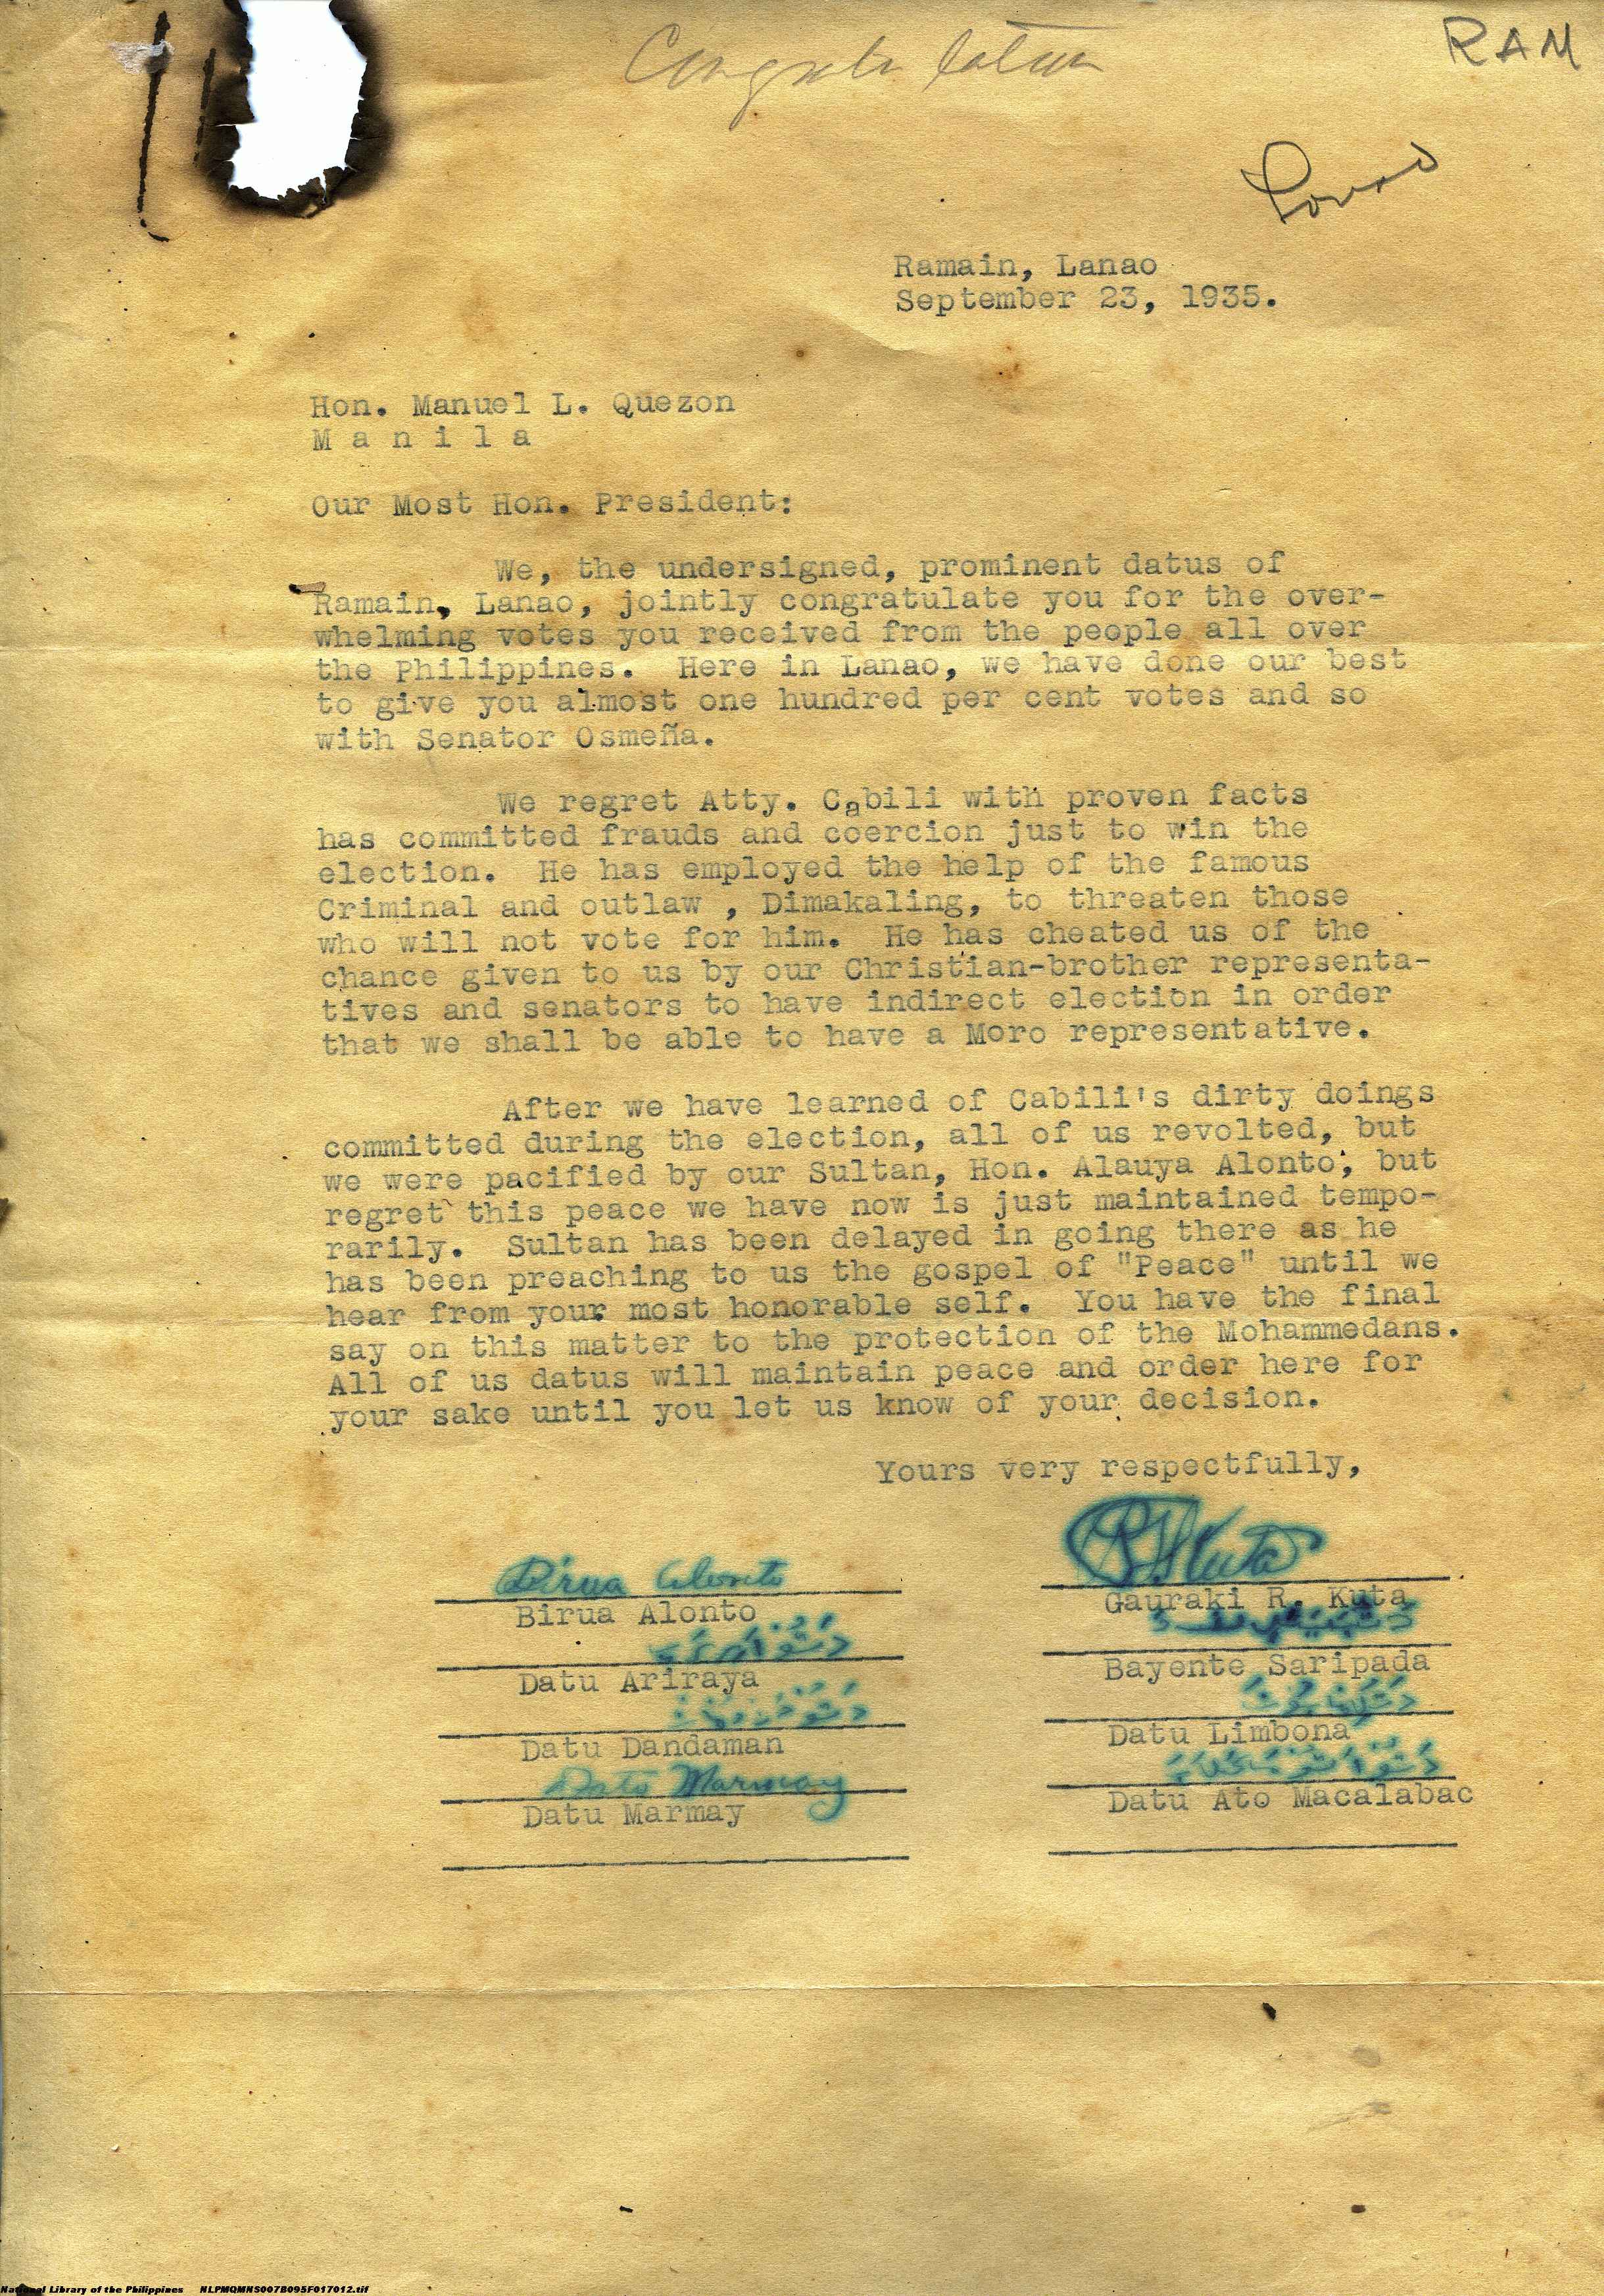 Congratulation
RAM
Lanao
Ramain, Lanao
September 23, 1935.
Hon. Manuel L. Quezon
M a n i l a
Our Most Hon. President:
We, the undersigned, prominent datus of
Ramain, Lanao, jointly congratulate you for the over-
whelming votes you received from the people all over
the Philippines. Here in Lanao, we have done our best
to give you almost one hundred per cent votes and so
with Senator Osmeña.
We regret Atty. Cabili with proven facts
has committed frauds and coercion just to win the
election. He has employed the help of the famous
Criminal and outlaw , Dimakaling, to threaten those
who will not vote for him. He has cheated us of the
chance given to us by our Christian-brother representa-
tives and senators to have indirect election in order
that we shall be able to have a Moro representative.
After we have learned of Cabili's dirty doings
committed during the election, all of us revolted, but
we were pacified by our Sultan, Hon. Alauya Alonto; but
regret this peace we have now is just maintained tempo-
rarily. Sultan has been delayed in going there as he
has been preaching to us the gospel of "Peace" until we
hear from your most honorable self. You have the final
say on this matter to the protection of the Mohammedans.
All of us datus will maintain peace and order here for
your sake until you let us know of your decision.
Yours very respectfully,
Birua Alonto
Birua Alonto
Kuta
Gauraki R. Kuta
Datu Ariraya
Bayente Saripada
Datu Dandaman
Datu Limbona
Datu Marmay
Datu Marmay
Datu Ato Macalabac
National Library of the Philippines NLPMQMNS007B095F017012.tif